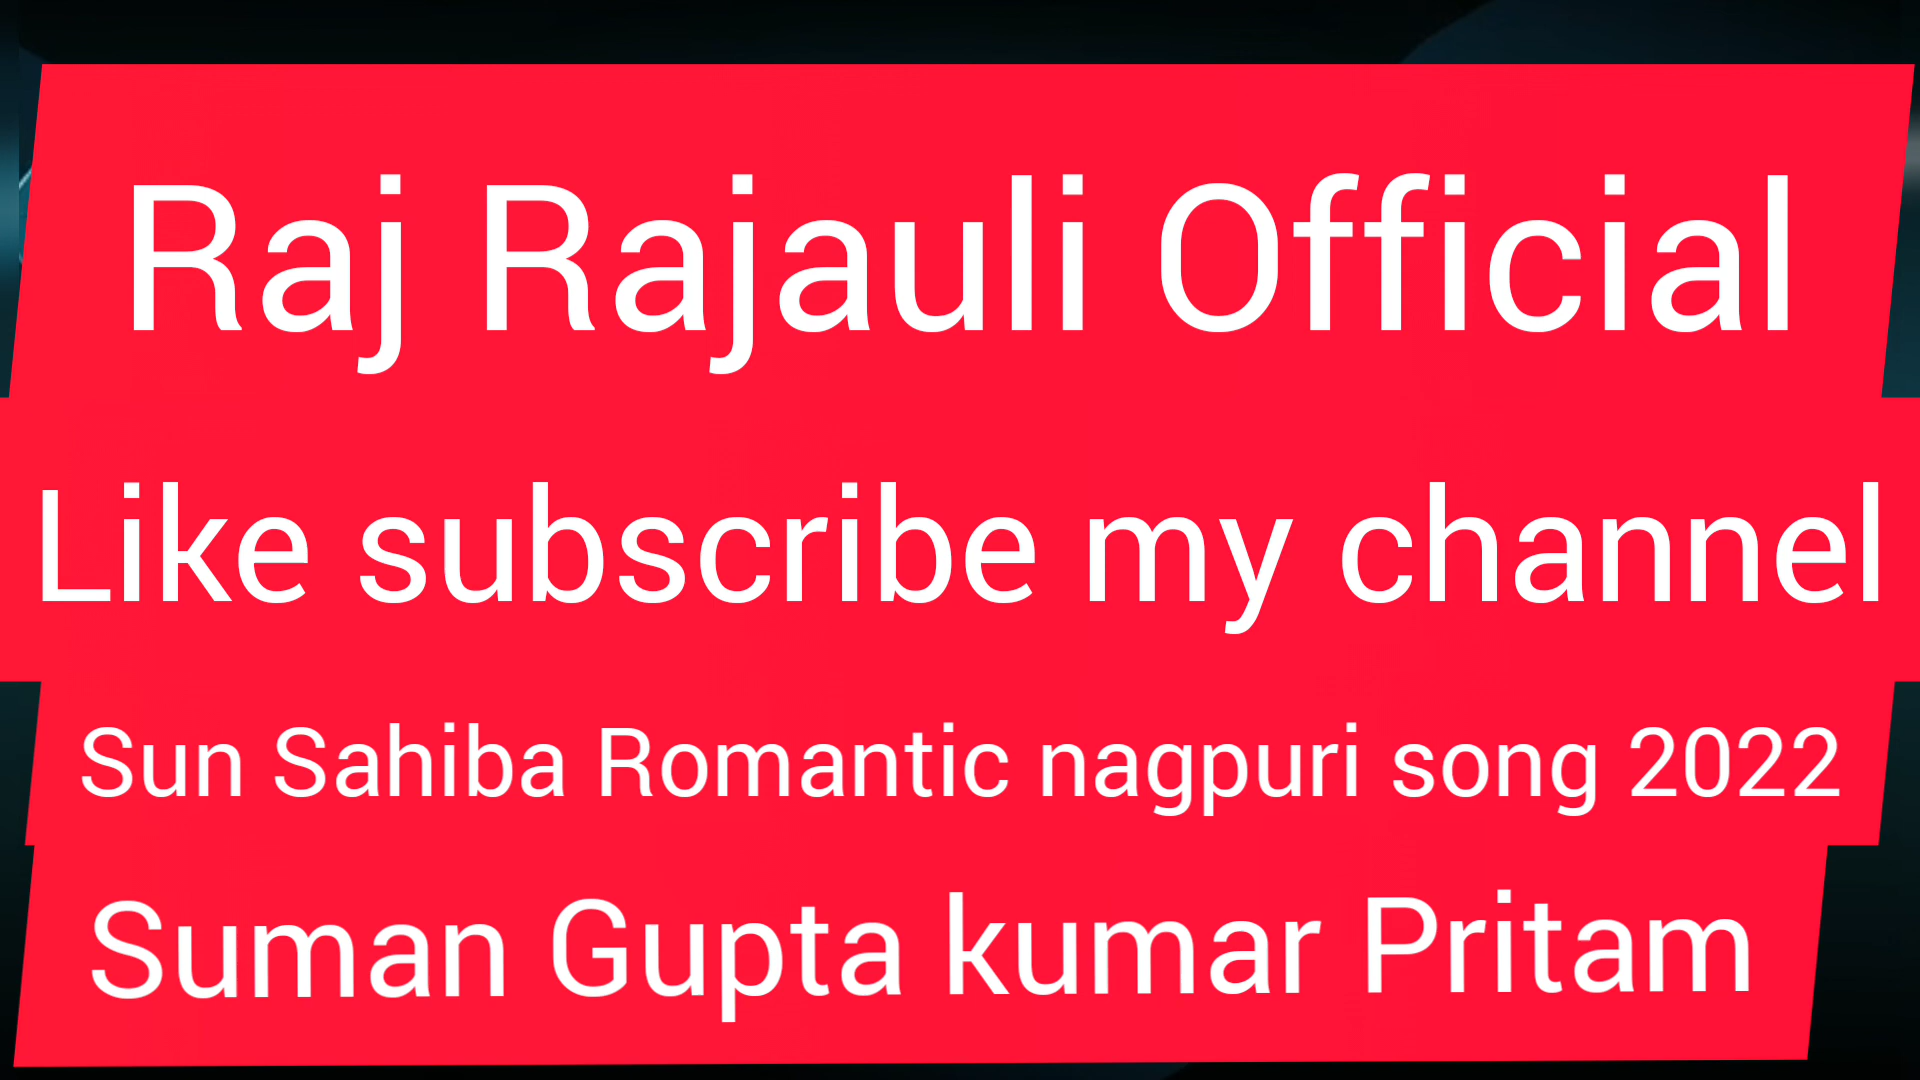 Raj Rajauli Official
Like subscribe my channel
Sun Sahiba Romantic nagpuri song 2022
Suman Gupta kumar Pritam